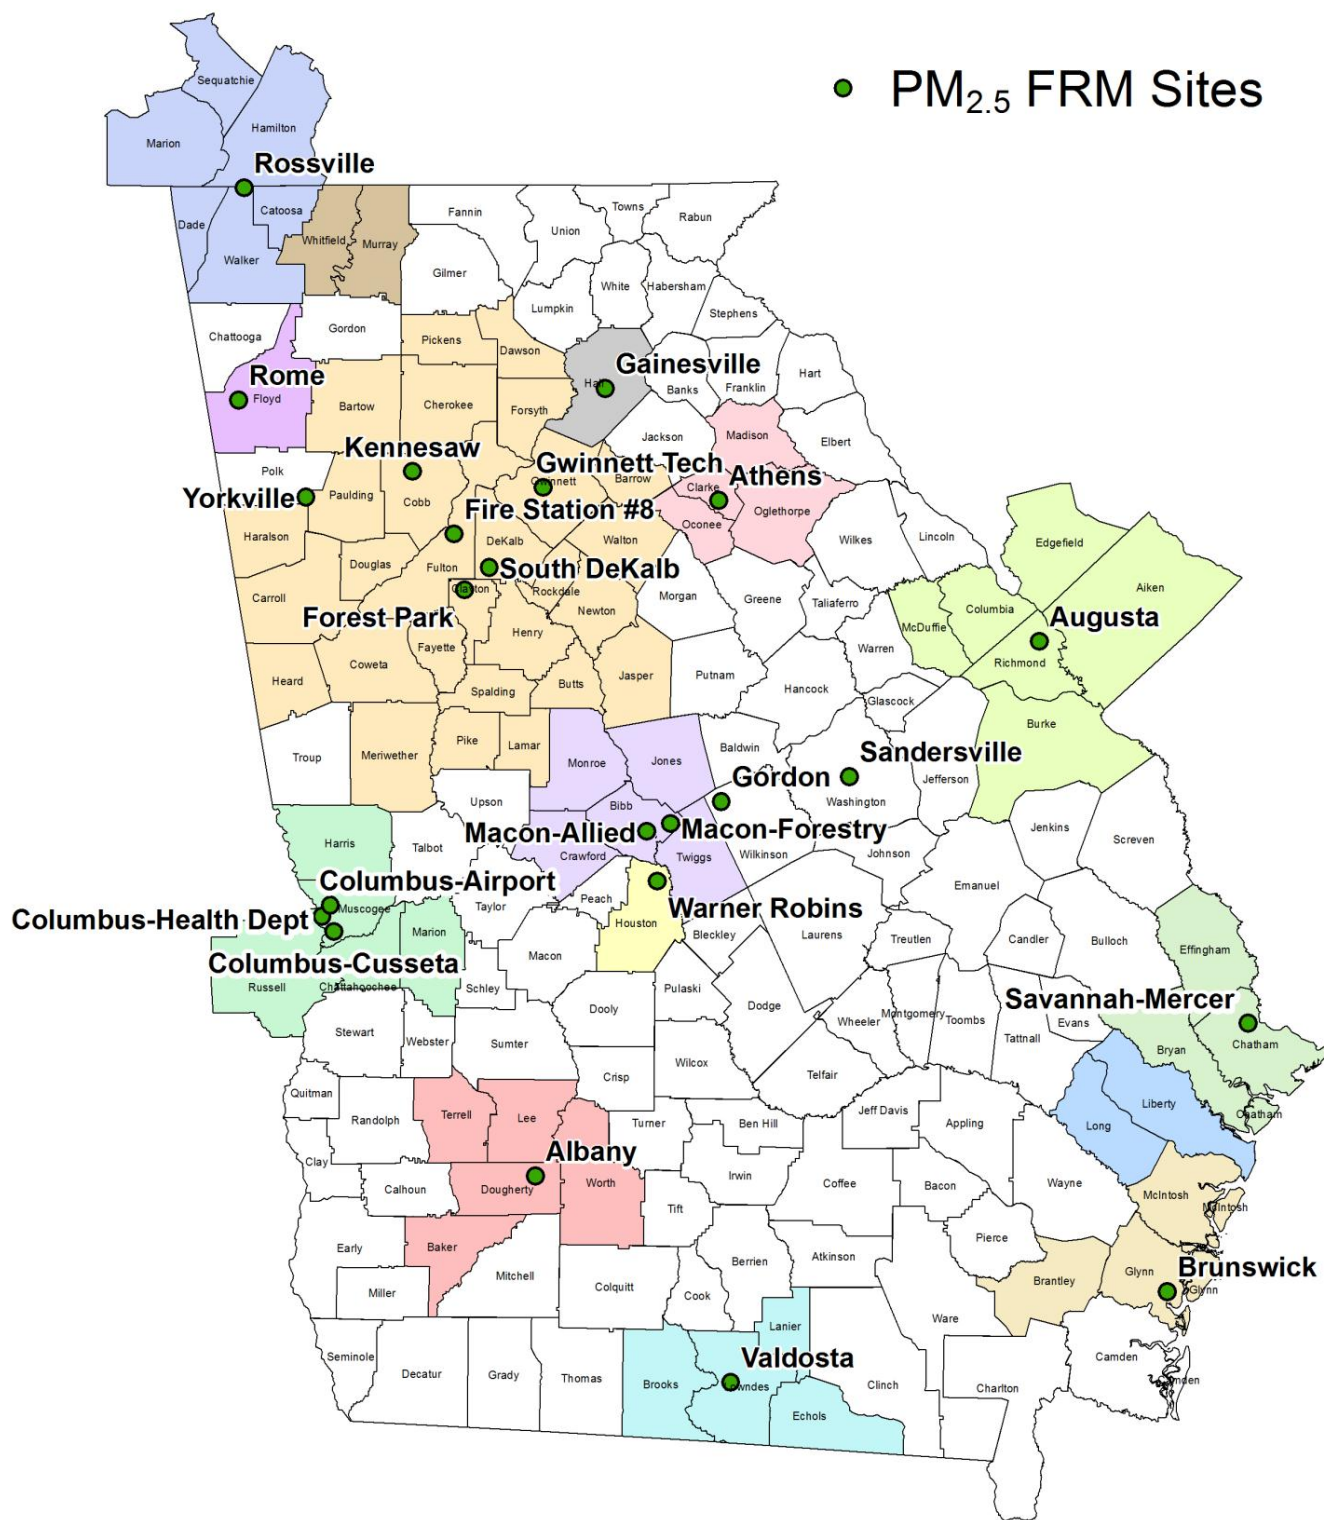 PM2.5 FRM Sites
Sequatchie
Hamilton
Marion
Rossville
Catoosa
Dade
Whitfield
Murray
Walker
Fannin
Towns
Rabun
Union
Gilmer
White
Habersham
Lumpkin
Stephens
Chattooga
Gordon
Pickens
Dawson
Gainesville
Hall
Banks
Franklin
Hart
Rome
Floyd
Bartow
Cherokee
Forsyth
Madison
Jackson
Elbert
Kennesaw
Polk
Gwinnett Tech
Gwinnett
Barrow
Clarke
Athens
Yorkville
Paulding
Cobb
Fire Station #8
Oconee
Oglethorpe
Haralson
DeKalb
Walton
Wilkes
Lincoln
Edgefield
Douglas
Fulton
South DeKalb
Aiken
Carroll
Clayton
Rockdale
Morgan
Greene
Taliaferro
Columbia
Forest Park
Newton
McDuffie
Augusta
Henry
Fayette
Warren
Richmond
Coweta
Heard
Jasper
Putnam
Butts
Spalding
Hancock
Glascock
Burke
Troup
Meriwether
Pike
Lamar
Monroe
Jones
Baldwin
Sandersville
Gordon
Jefferson
Washington
Upson
Bibb
Jenkins
Screven
Macon-Allied
Macon-Forestry
Harris
Talbot
Crawford
Twiggs
Wilkinson
Johnson
Columbus-Airport
Emanuel
Peach
Columbus-Health Dept
Muscogee
Taylor
Warner Robins
Houston
Marion
Bleckley
Laurens
Treutlen
Candler
Bulloch
Effingham
Macon
Columbus-Cusseta
Russell
Chattahoochee
Schley
Pulaski
Savannah-Mercer
Dooly
Dodge
Montgomery
Wheeler
Toombs
Evans
Stewart
Webster
Sumter
Tattnall
Chatham
Bryan
Wilcox
Crisp
Telfair
Quitman
Randolph
Terrell
Lee
Turner
Ben Hill
Jeff Davis
Appling
Liberty
Chatham
Long
Albany
Clay
Calhoun
Dougherty
Worth
Irwin
Coffee
Bacon
Wayne
McIntosh
McIntosh
Tift
Early
Baker
Pierce
Mitchell
Berrien
Atkinson
Brantley
Glynn
Brunswick
Glynn
Miller
Colquitt
Cook
Lanier
Ware
Seminole
Decatur
Grady
Thomas
Brooks
Valdosta
Lowndes
Clinch
Camden
Camden
Charlton
Echols